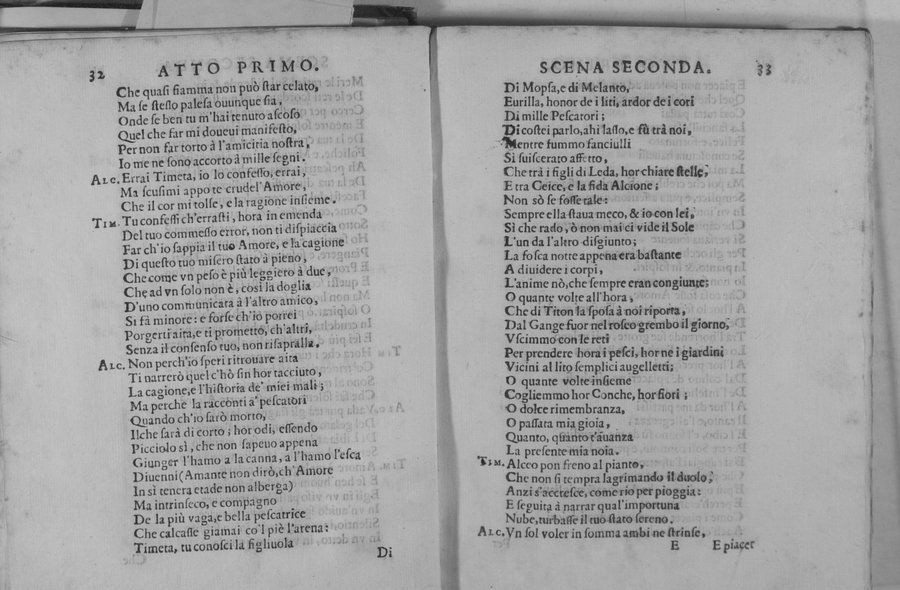 32 ATTO PRIMO.
Che quasi fiamma non può ſtar celato,
Ma ſe ſteſſo paleſa ouunque ſia,
Onde ſe ben tu m'hai tenuto aſcoſo
Quel che far mi doueui manifeſto,
Per non far torto à l'amicitia noſtra,
Io me ne ſono accorto à mille ſegni.
Alc. Errai Timeta, io lo confeſſo, errai,
Ma ſcuſimi appo te crudel'Amore,
Che il cor mi tolſe, e la ragione inſieme.
Tim. Tu confeſſi ch'erraſti, hora in emenda
Del tuo commeſſo error, non ti diſpiaccia
Far ch'io ſappia il tuo Amore, e la cagione
Di queſto tuo miſero ſtato à pieno,
Che come vn peſo è più leggiero à due,
Che ad vn ſolo non è, così la doglia
D'uno communicata à l'altro amico,
Si fà minore: e forſe ch'io porrei
Porgerti aita, e ti prometto, ch'altri,
Senza il conſenſo tuo, non riſapralla.
Alc. Non perch'io ſperi ritrouare aita
Ti narrerò quel c'hò ſin hor tacciuto,
La cagione, e l'hiſtoria de' miei mali;
Ma perche la racconti a' peſcatori
Quando ch'io ſarò morto,
Ilche ſarà di corto; hor odi, eſſendo
Picciolo sì, che non ſapeuo appena
Giunger l'hamo a la canna, a l'hamo l'eſca
Diuenni (Amante non dirò, ch'Amore
In sì tenera etade non alberga)
Ma intrinſeco, e compagno
De la più vaga, e bella peſcatrice
Che calcaſſe giamai co'l piè l'arena:
Timeta, tu conoſci la figliuola
Di
SCENA SECONDA. 33
Di Mopſa, e di Melanto,
Eurilla, honor de i liti, ardor de i cori
Di mille Peſcatori;
Di coſtei parlo, ahi laſſo, e fù trà noi,
Mentre fummo fanciulli
Sì ſuiſcerato affetto,
Che trà i figli di Leda, hor chiare ſtelle,
E tra Ceice, e la fida Alcione;
Non sò ſe foſſe tale:
Sempre ella ſtaua meco, & io con lei,
Sì che rado, ò non mai ci vide il Sole
L'un da l'altro diſgiunto;
La foſca notte appena era baſtante
A diuidere i corpi,
L'anime nò, che ſempre eran congiunte;
O quante volte all'hora,
Che di Titon la ſpoſa à noi riporta,
Dal Gange fuor nel roſeo grembo il giorno,
Vſcimmo con le reti
Per prendere hora i peſci, hor ne i giardini
Vicini al lito ſemplici augelletti;
O quante volte inſieme
Cogliemmo hor Conche, hor fiori;
O dolce rimembranza,
O paſſata mia gioia,
Quanto, quanto t'auanza
La preſente mia noia.
Tim. Alceo pon freno al pianto,
Che non ſi tempra lagrimando il duolo,
Anzi s'accreſce, come rio per pioggia:
E ſeguita à narrar qual'importuna
Nube, turbaſſe il tuo ſtato ſereno.
Alc. Vn ſol voler in ſomma ambi ne ſtrinſe,
E E piacer